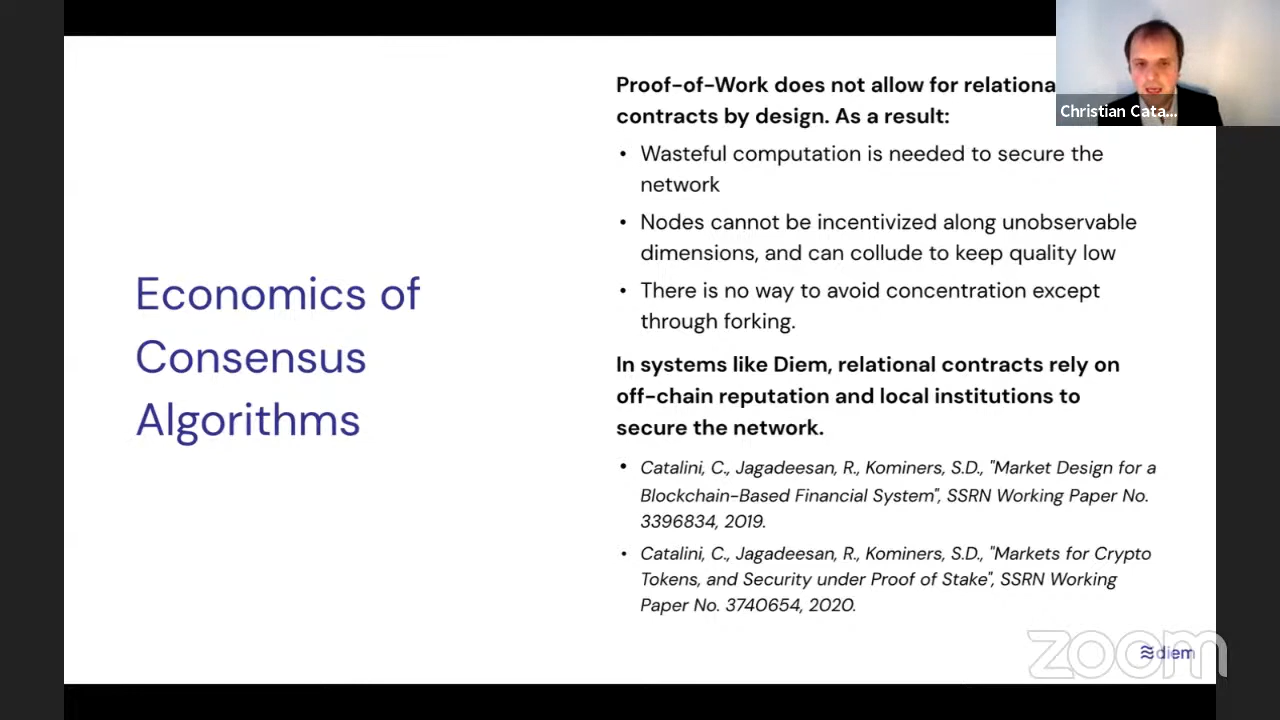 Proof-of-Work does not allow for relationa
contracts by design. As a result:
Christian Cata...
• Wasteful computation is needed to secure the
network
• Nodes cannot be incentivized along unobservable
dimensions, and can collude to keep quality low
• There is no way to avoid concentration except
through forking.
Economics of
Consensus
Algorithms
In systems like Diem, relational contracts rely on
off-chain reputation and local institutions to
secure the network.
• Catalini, C., Jagadeesan, R., Kominers, S.D., "Market Design for a
Blockchain-Based Financial System", SSRN Working Paper No.
3396834, 2019.
• Catalini, C., Jagadeesan, R., Kominers, S.D., "Markets for Crypto
Tokens, and Security under Proof of Stake", SSRN Working
Paper No. 3740654, 2020.
zoom
diem